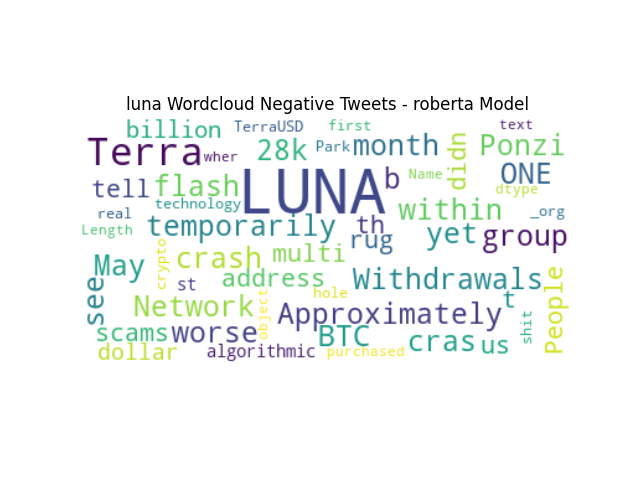 luna Wordcloud Negative Tweets - roberta Model
billion TerraUSD first text
Terra wher 28k Park month didn Ponzi
tell flash LUNA b Name ONE dtype
real technology within _org
Length temporarily th rug yet group
May crypto crash multi
see st address Withdrawals t People
Network object hole Approximately
scams worse BTC cras us shit
dollar algorithmic purchased